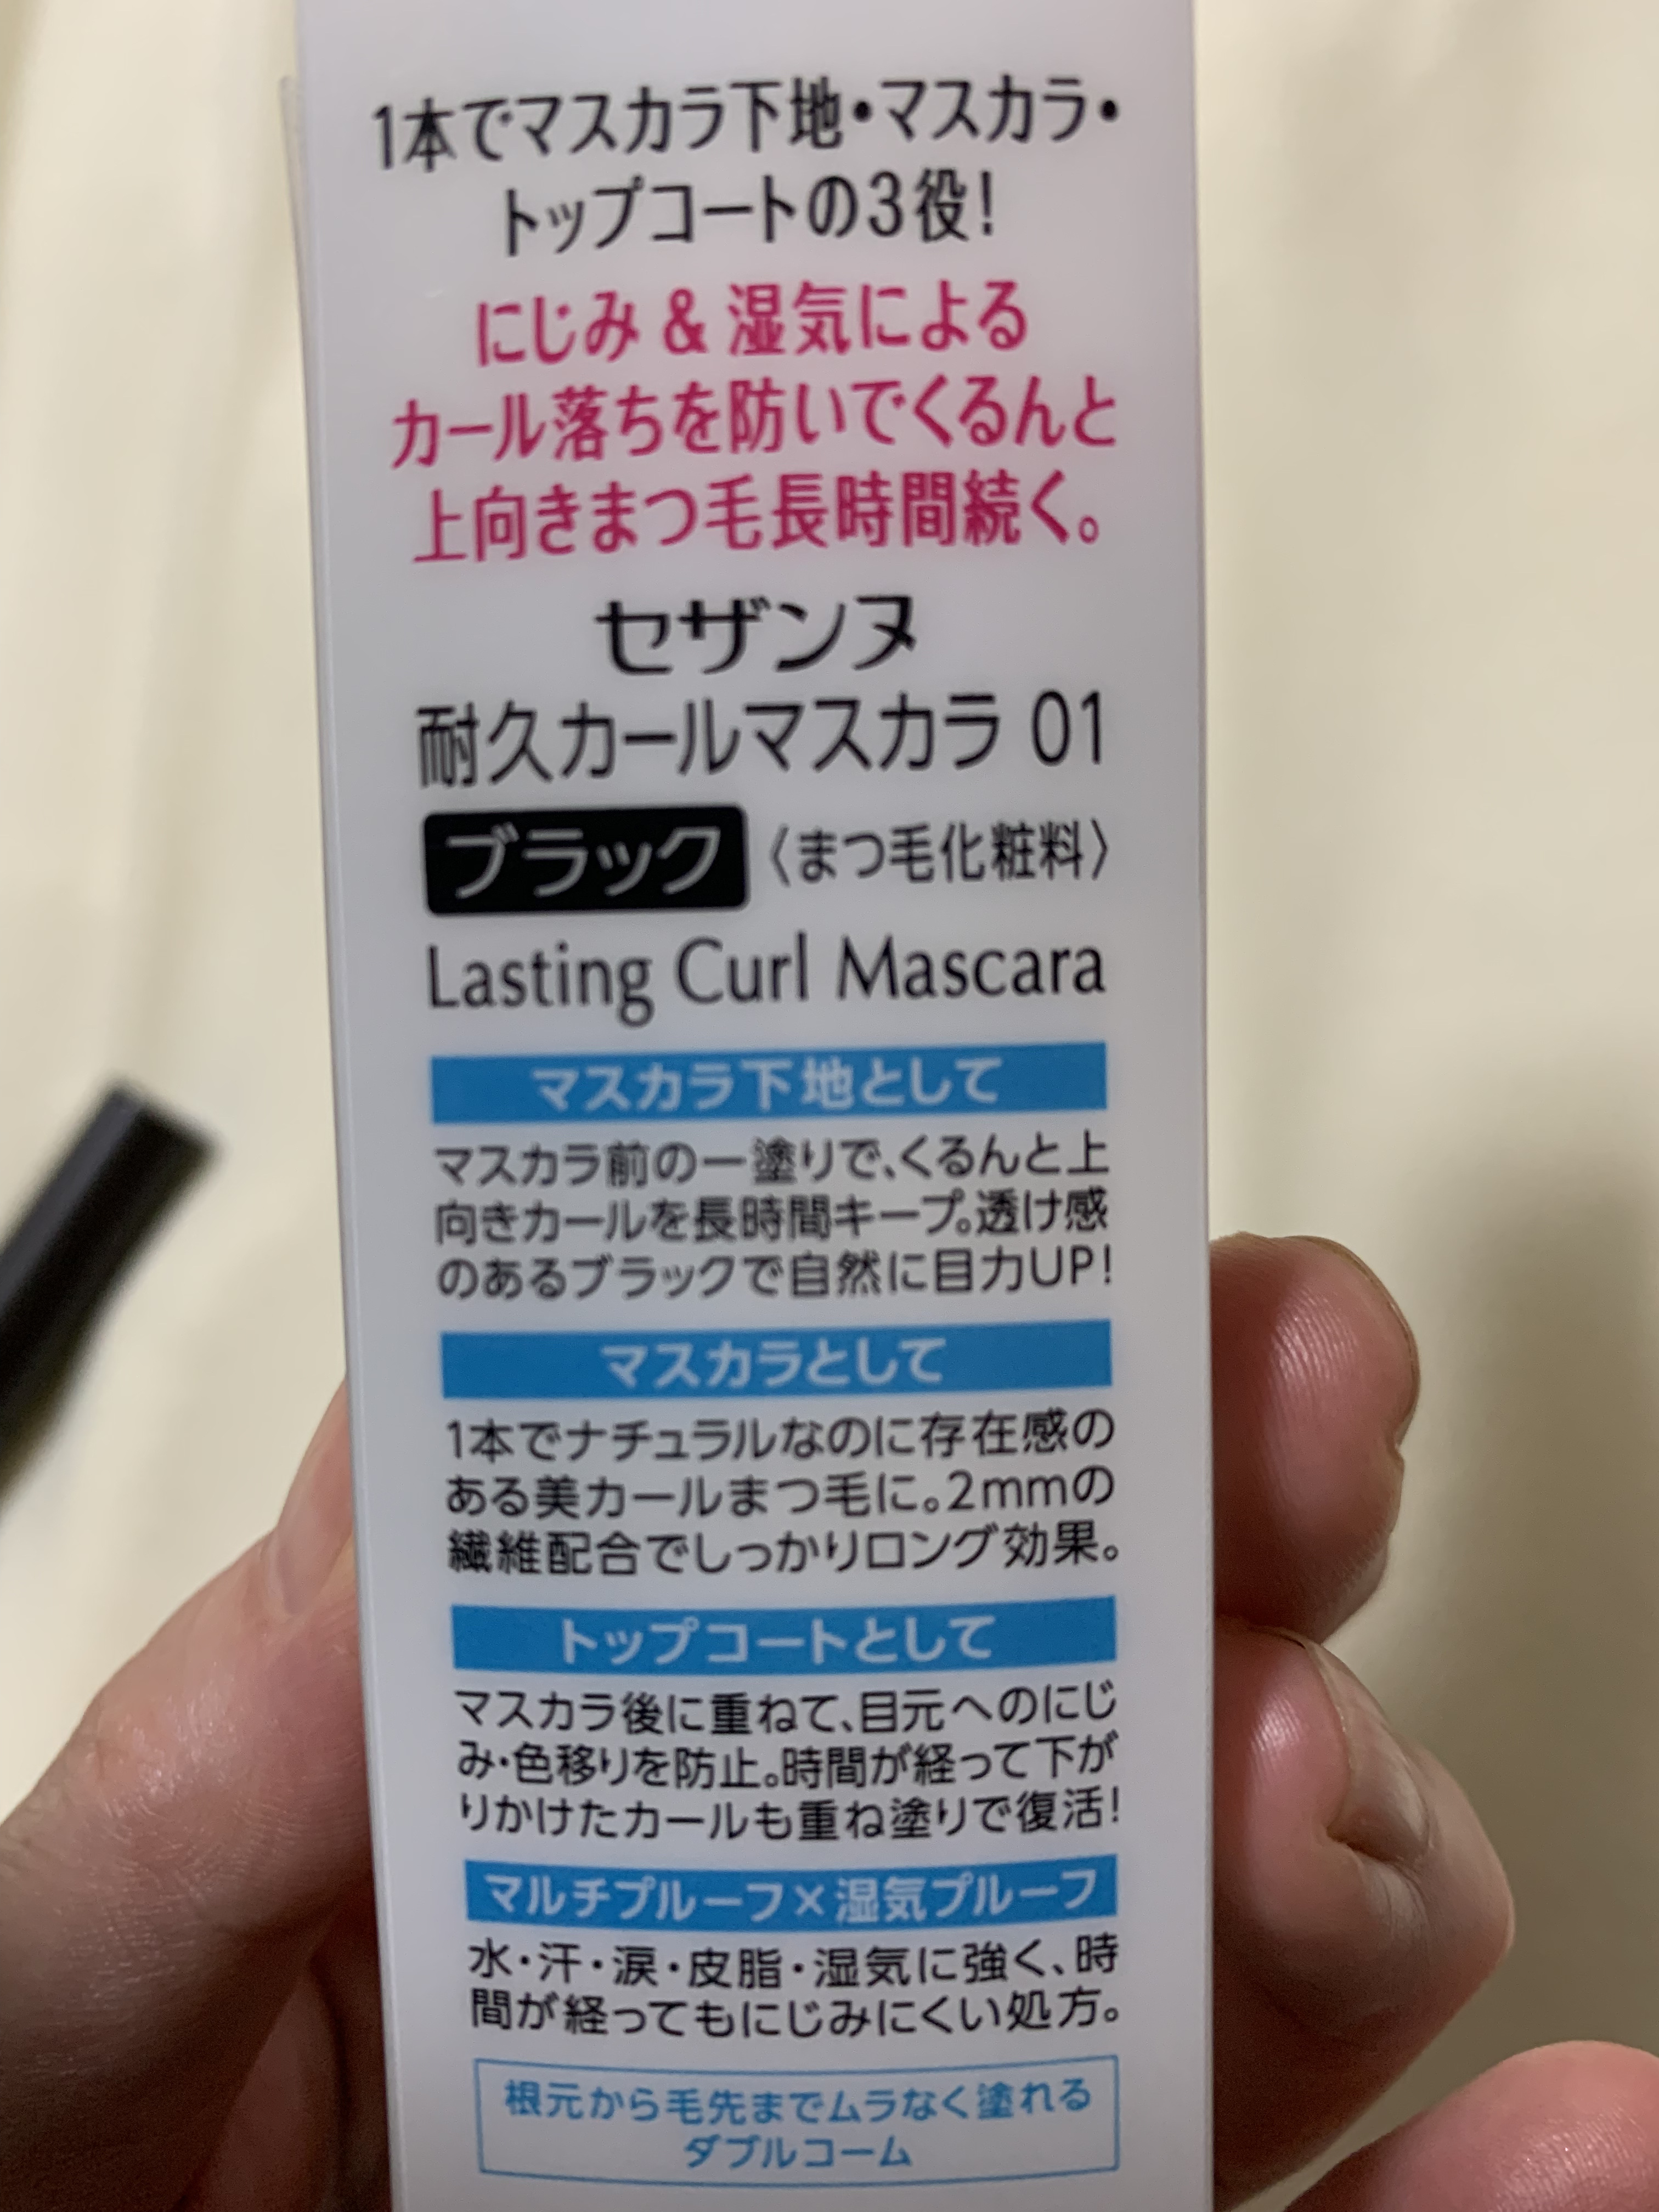 1本でマスカラ下地・マスカラ・
トップコートの3役!
にじみ & 湿気による
カール落ちを防いでくるんと
上向きまつ毛長時間続く。
セザンヌ
耐久カールマスカラ 01
ブラック 〈まつ毛化粧料〉
Lasting Curl Mascara
マスカラ下地として
マスカラ前の一塗りで、くるんと上
向きカールを長時間キープ。透け感
のあるブラックで自然に目力UP!
マスカラとして
1本でナチュラルなのに存在感の
ある美カールまつ毛に。2mmの
繊維配合でしっかりロング効果。
トップコートとして
マスカラ後に重ねて、目元へのにじ
み・色移りを防止。時間が経って下が
りかけたカールも重ね塗りで復活!
マルチプルーフ×湿気プルーフ
水・汗・涙・皮脂・湿気に強く、時
間が経ってもにじみにくい処方。
根元から毛先までムラなく塗れる
ダブルコーム